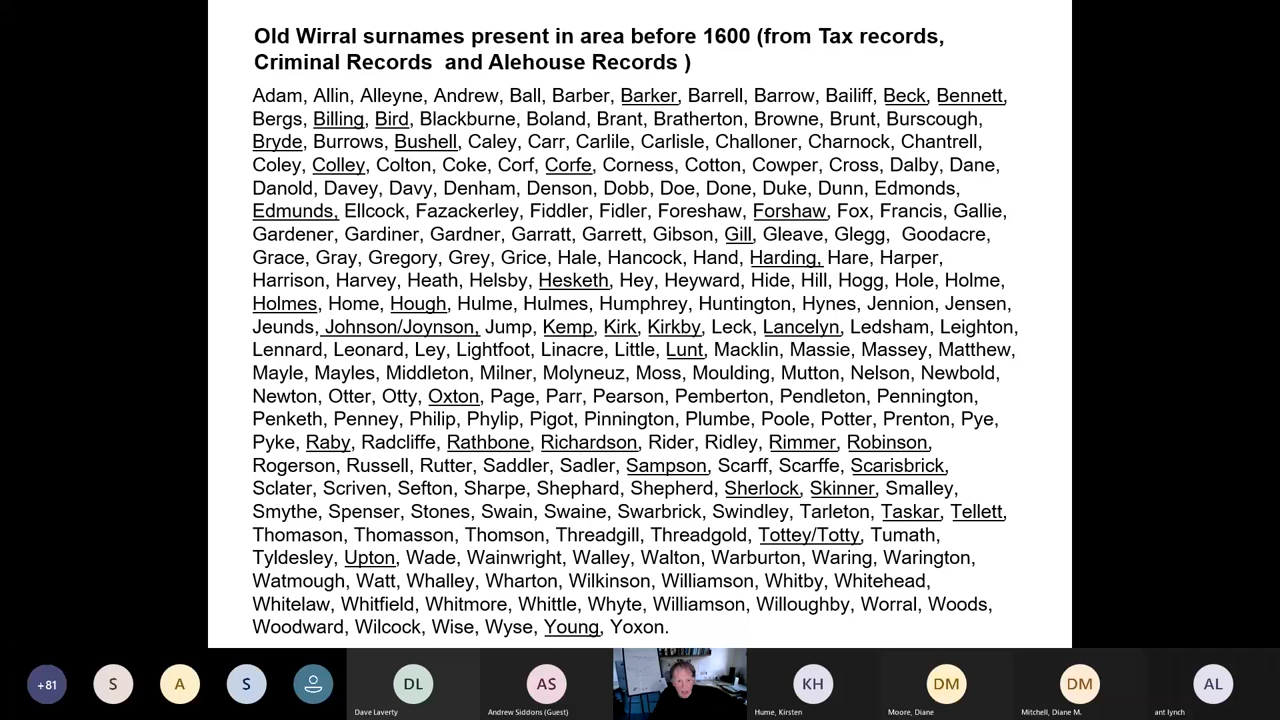 Old Wirral surnames present in area before 1600 (from Tax records,
Criminal Records and Alehouse Records )
Adam, Allin, Alleyne, Andrew, Ball, Barber, Barker, Barrell, Barrow, Bailiff, Beck, Bennett,
Bergs, Billing, Bird, Blackburne, Boland, Brant, Bratherton, Browne, Brunt, Burscough,
Bryde, Burrows, Bushell, Caley, Carr, Carlile, Carlisle, Challoner, Charnock, Chantrell,
Coley, Colley, Colton, Coke, Corf, Corfe, Corness, Cotton, Cowper, Cross, Dalby, Dane,
Danold, Davey, Davy, Denham, Denson, Dobb, Doe, Done, Duke, Dunn, Edmonds,
Edmunds, Ellcock, Fazackerley, Fiddler, Fidler, Foreshaw, Forshaw, Fox, Francis, Gallie,
Gardener, Gardiner, Gardner, Garratt, Garrett, Gibson, Gill, Gleave, Glegg, Goodacre,
Grace, Gray, Gregory, Grey, Grice, Hale, Hancock, Hand, Harding, Hare, Harper,
Harrison, Harvey, Heath, Helsby, Hesketh, Hey, Heyward, Hide, Hill, Hogg, Hole, Holme,
Holmes, Home, Hough, Hulme, Hulmes, Humphrey, Huntington, Hynes, Jennion, Jensen,
Jeunds, Johnson/Joynson, Jump, Kemp, Kirk, Kirkby, Leck, Lancelyn, Ledsham, Leighton,
Lennard, Leonard, Ley, Lightfoot, Linacre, Little, Lunt, Macklin, Massie, Massey, Matthew,
Mayle, Mayles, Middleton, Milner, Molyneuz, Moss, Moulding, Mutton, Nelson, Newbold,
Newton, Otter, Otty, Oxton, Page, Parr, Pearson, Pemberton, Pendleton, Pennington,
Penketh, Penney, Philip, Phylip, Pigot, Pinnington, Plumbe, Poole, Potter, Prenton, Pye,
Pyke, Raby, Radcliffe, Rathbone, Richardson, Rider, Ridley, Rimmer, Robinson,
Rogerson, Russell, Rutter, Saddler, Sadler, Sampson, Scarff, Scarffe, Scarisbrick,
Sclater, Scriven, Sefton, Sharpe, Shephard, Shepherd, Sherlock, Skinner, Smalley,
Smythe, Spenser, Stones, Swain, Swaine, Swarbrick, Swindley, Tarleton, Taskar, Tellett,
Thomason, Thomasson, Thomson, Threadgill, Threadgold, Tottey/Totty, Tumath,
Tyldesley, Upton, Wade, Wainwright, Walley, Walton, Warburton, Waring, Warington,
Watmough, Watt, Whalley, Wharton, Wilkinson, Williamson, Whitby, Whitehead,
Whitelaw, Whitfield, Whitmore, Whittle, Whyte, Williamson, Willoughby, Worral, Woods,
Woodward, Wilcock, Wise, Wyse, Young, Yoxon.
+81 S A S DL AS KH DM DM AL
Dave Laverty Andrew Siddons (Guest) Hume, Kirsten Moore, Diane Mitchell, Diane M. ant lynch